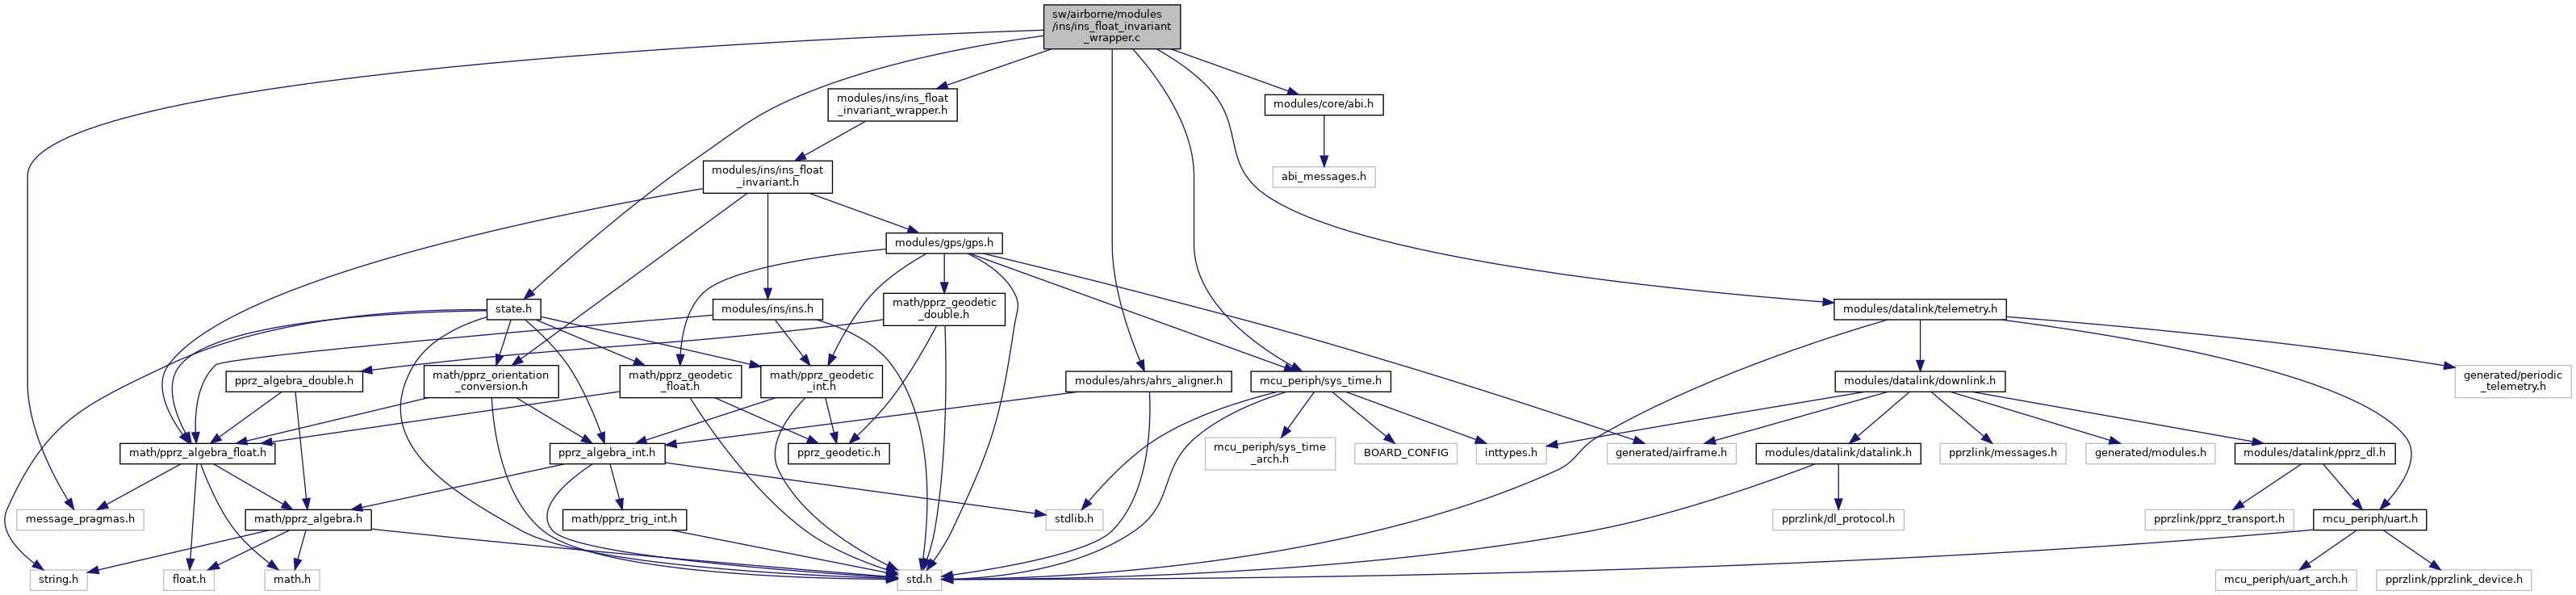 sw/airborne/modules
/ins/ins_float_invariant
_wrapper.c
modules/ins/ins_float
_invariant_wrapper.h
modules/core/abi.h
modules/ins/ins_float
_invariant.h
abi_messages.h
modules/gps/gps.h
state.h
modules/ins/ins.h
math/pprz_geodetic
_double.h
modules/datalink/telemetry.h
pprz_algebra_double.h
math/pprz_orientation
_conversion.h
math/pprz_geodetic
_float.h
math/pprz_geodetic
_int.h
modules/ahrs/ahrs_aligner.h
mcu_periph/sys_time.h
modules/datalink/downlink.h
generated/periodic
_telemetry.h
math/pprz_algebra_float.h
pprz_algebra_int.h
pprz_geodetic.h
mcu_periph/sys_time
_arch.h
BOARD_CONFIG
inttypes.h
generated/airframe.h
modules/datalink/datalink.h
pprzlink/messages.h
generated/modules.h
modules/datalink/pprz_dl.h
message_pragmas.h
math/pprz_algebra.h
math/pprz_trig_int.h
stdlib.h
pprzlink/dl_protocol.h
pprzlink/pprz_transport.h
mcu_periph/uart.h
string.h
float.h
math.h
std.h
mcu_periph/uart_arch.h
pprzlink/pprzlink_device.h